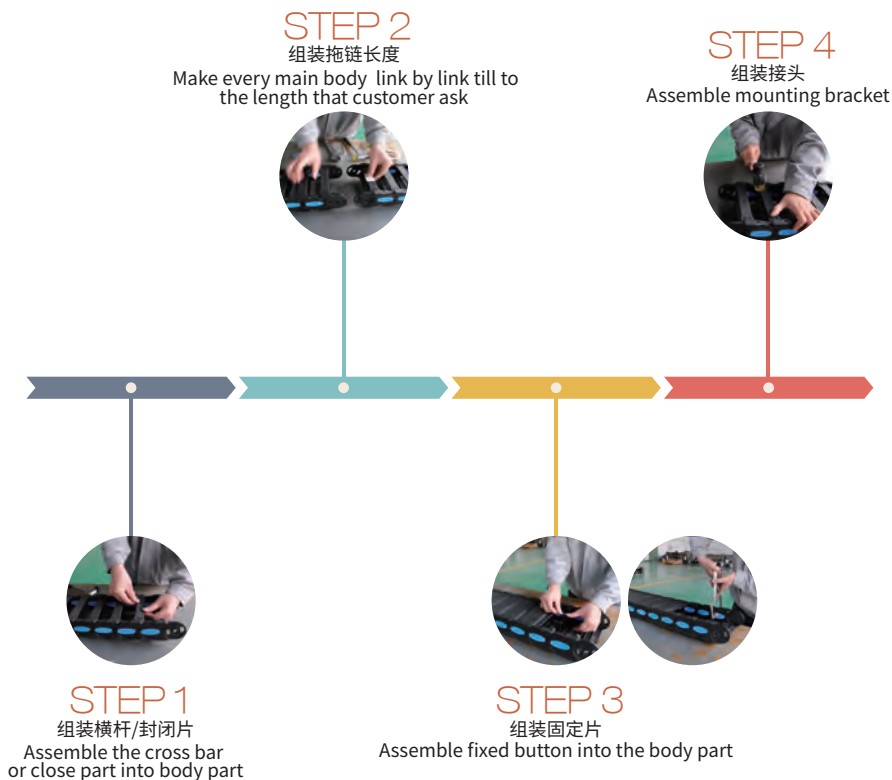 STEP 1
组装横杆/封闭片
Assemble the cross bar
or close part into body part
STEP 2
组装拖链长度
Make every main body link by link till to
the length that customer ask
STEP 3
组装固定片
Assemble fixed button into the body part
STEP 4
组装接头
Assemble mounting bracket